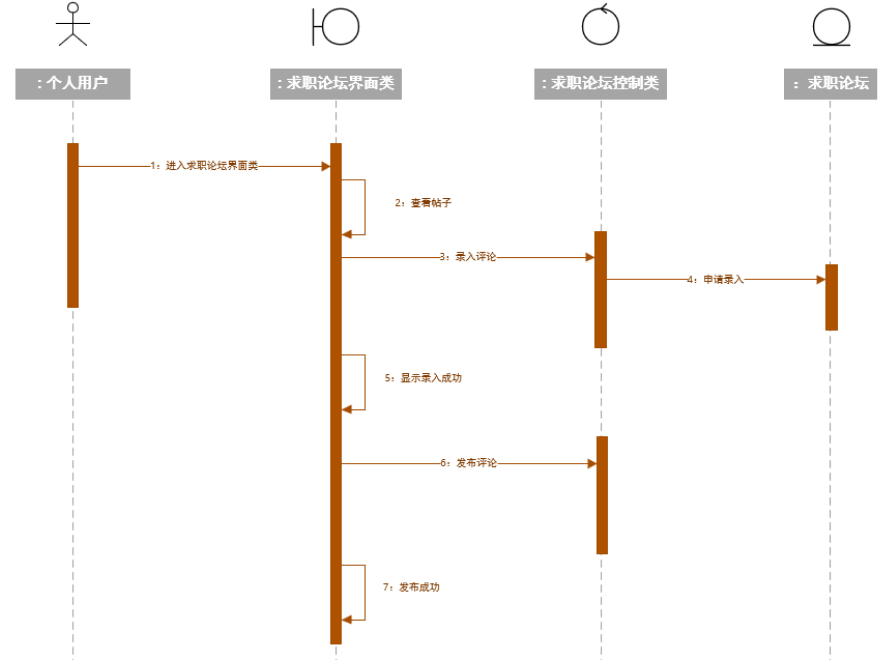 : 个人用户
: 求职论坛界面类
: 求职论坛控制类
： 求职论坛
1：进入求职论坛界面类
2：查看帖子
3：录入评论
4：申请录入
5：显示录入成功
6：发布评论
7：发布成功